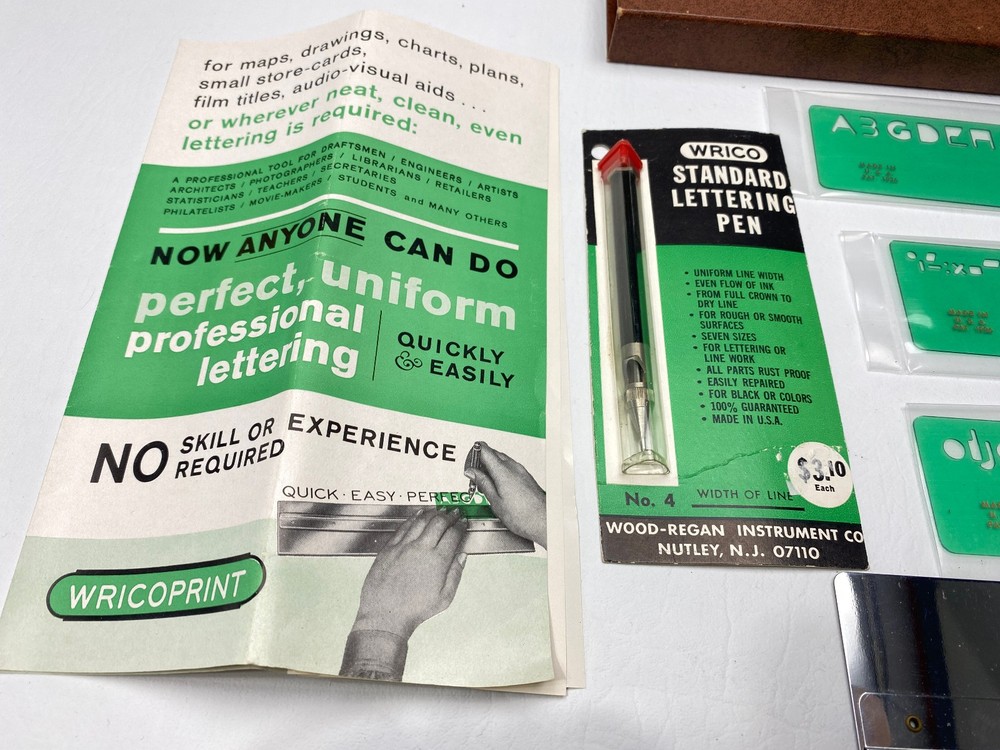 for maps, drawings, charts, plans,
small store-cards,
film titles, audio-visual aids . . .
or wherever neat, clean, even
lettering is required:
A PROFESSIONAL TOOL FOR DRAFTSMEN / ENGINEERS / ARTISTS
ARCHITECTS / PHOTOGRAPHERS / LIBRARIANS / RETAILERS
STATISTICIANS / TEACHERS / SECRETARIES
PHILATELISTS / MOVIE-MAKERS / STUDENTS and MANY OTHERS
NOW ANYONE CAN DO
perfect, uniform
professional
lettering
QUICKLY
& EASILY
NO SKILL OR EXPERIENCE
REQUIRED
QUICK · EASY · PERFEC
WRICOPRINT
WRICO
STANDARD
LETTERING
PEN
• UNIFORM LINE WIDTH
• EVEN FLOW OF INK
• FROM FULL CROWN TO
DRY LINE
• FOR ROUGH OR SMOOTH
SURFACES
• SEVEN SIZES
• FOR LETTERING OR
LINE WORK
• ALL PARTS RUST PROOF
• EASILY REPAIRED
• FOR BLACK OR COLORS
• 100% GUARANTEED
• MADE IN U.S.A.
$3.10
Each
No. 4 WIDTH OF LINE
WOOD-REGAN INSTRUMENT CO
NUTLEY, N.J. 07110
MADE IN
U.S.A.
MADE IN
U.S.A.